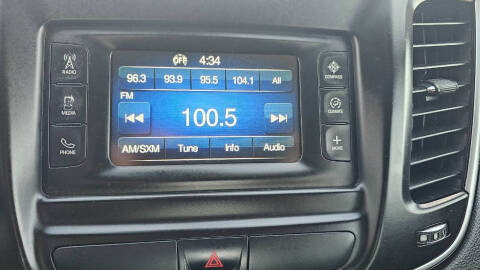 OFF 4:34
RADIO
COMPASS
96.3 93.9 95.5 104.1 All
FM
MEDIA
CLIMATE
100.5
PHONE
MORE
AM/SXM Tune Info Audio